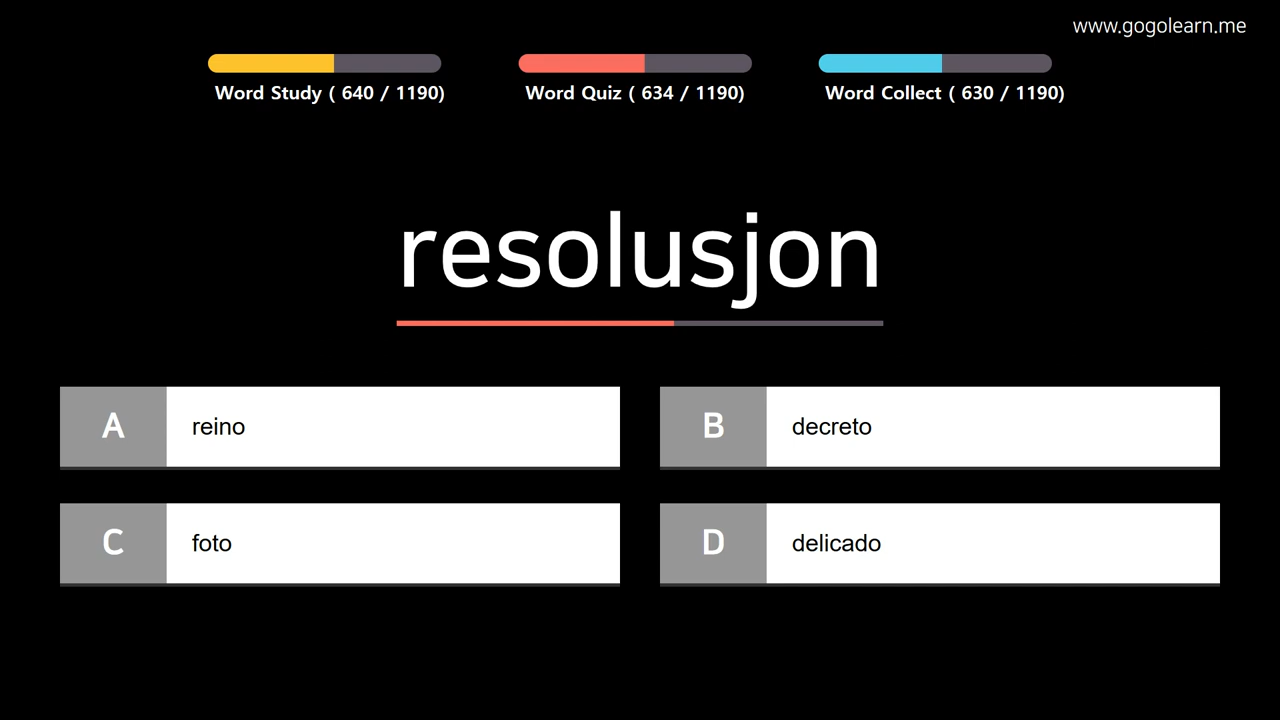 www.gogolearn.me
Word Study ( 640 / 1190)
Word Quiz ( 634 / 1190)
Word Collect ( 630 / 1190)
resolusjon
A reino
B decreto
C foto
D delicado